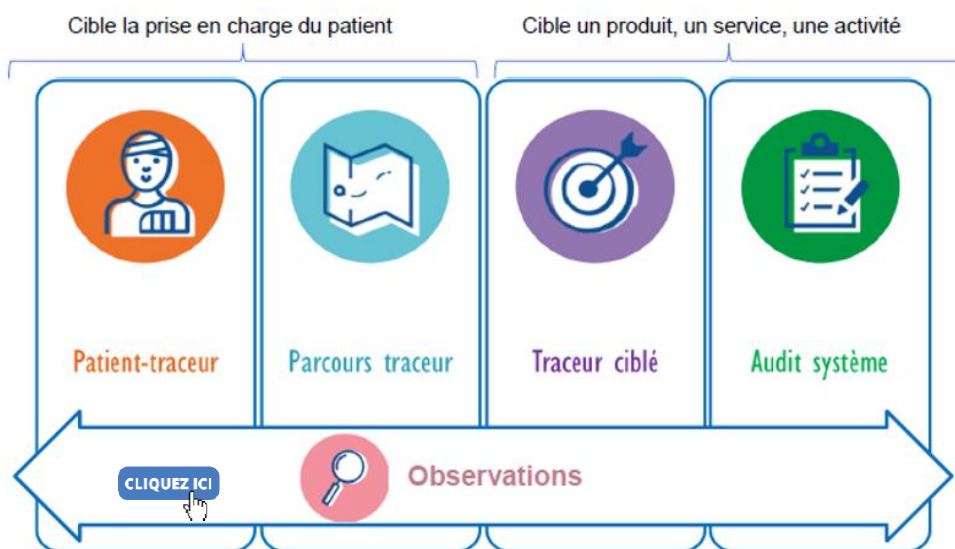 Cible la prise en charge du patient
Cible un produit, un service, une activité
Patient-traceur
Parcours traceur
Traceur ciblé
Audit système
CLIQUEZ ICI
Observations